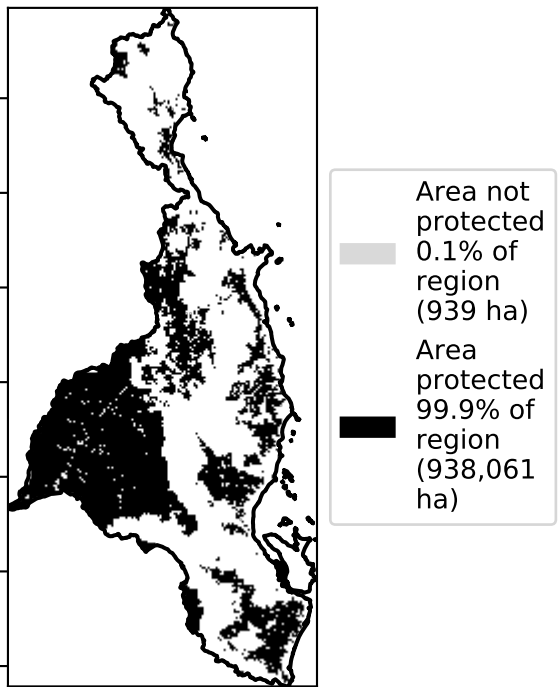 Area not
protected
0.1% of
region
(939 ha)
Area
protected
99.9% of
region
(938,061
ha)